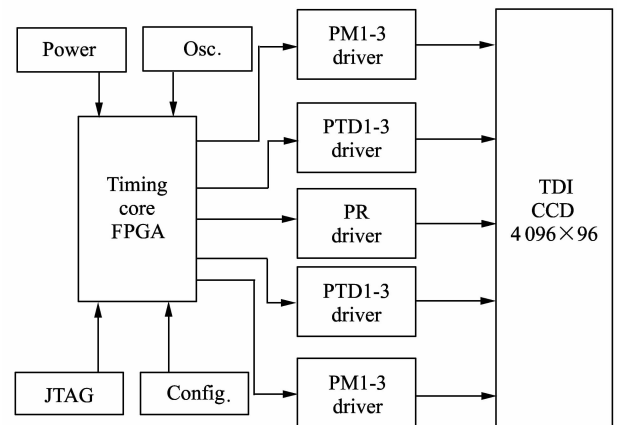 Power
Osc.
PM1-3
driver
PTD1-3
driver
Timing
core
FPGA
PR
driver
TDI
CCD
4 096×96
PTD1-3
driver
JTAG
Config.
PM1-3
driver